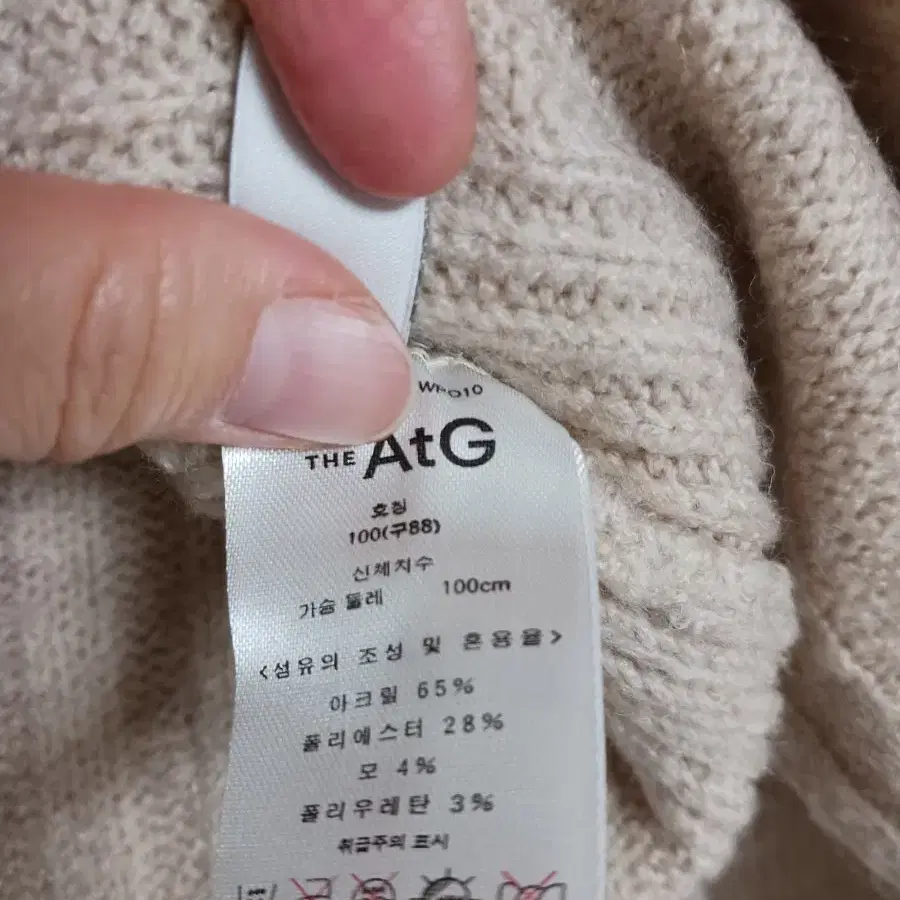 THE AtG
호칭
100(구88)
신체치수
가슴 둘레 100cm
<섬유의 조성 및 혼용율>
아크릴 65%
폴리에스터 28%
모 4%
폴리우레탄 3%
취급주의 표시